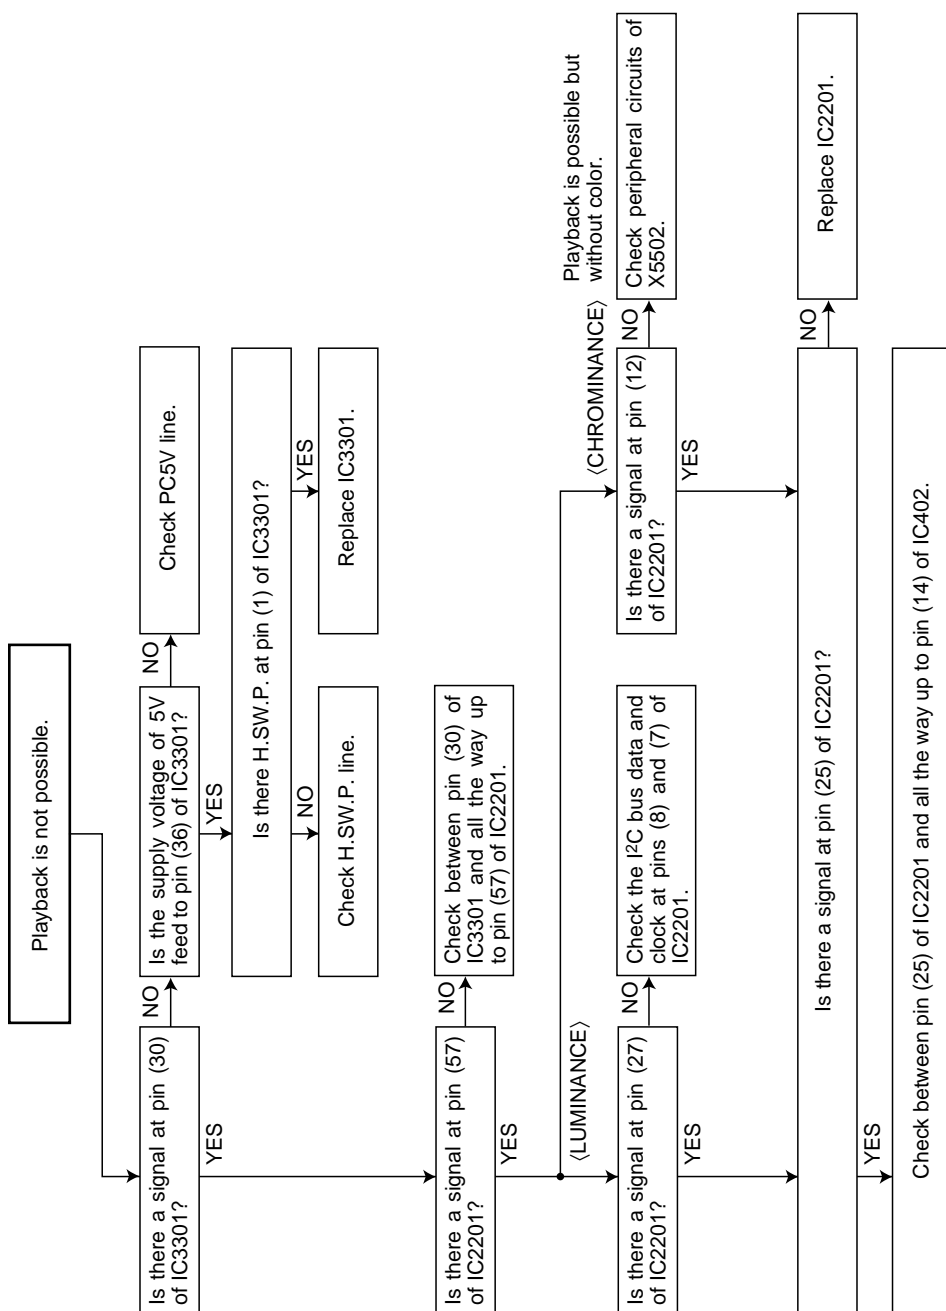 Playback is not possible.
Is there a signal at pin (30)
of IC3301?
NO
Is the supply voltage of 5V
feed to pin (36) of IC3301?
NO
Check PC5V line.
YES
YES
Is there H.SW.P. at pin (1) of IC3301?
NO
YES
Check H.SW.P. line.
Replace IC3301.
Is there a signal at pin (57)
of IC2201?
NO
Check between pin (30) of
IC3301 and all the way up
to pin (57) of IC2201.
YES
〈LUMINANCE〉
〈CHROMINANCE〉
Playback is possible but
without color.
Is there a signal at pin (27)
of IC2201?
NO
Check the I²C bus data and
clock at pins (8) and (7) of
IC2201.
Is there a signal at pin (12)
of IC2201?
NO
Check peripheral circuits of
X5502.
YES
YES
Is there a signal at pin (25) of IC2201?
NO
Replace IC2201.
YES
Check between pin (25) of IC2201 and all the way up to pin (14) of IC402.